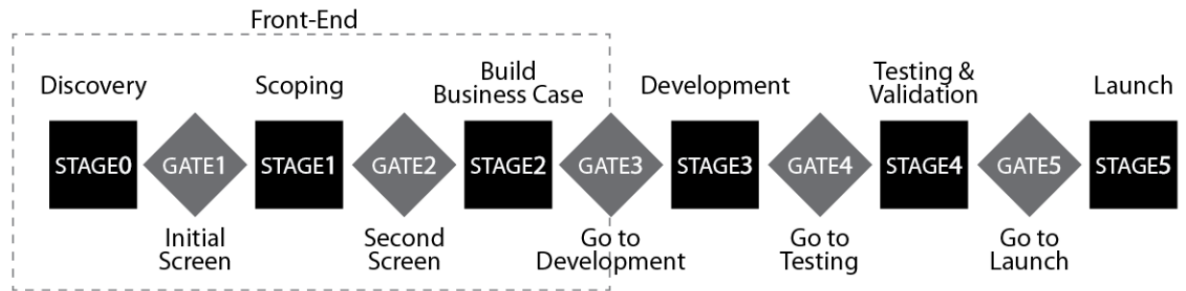 Front-End
Discovery
Scoping
Build
Business Case
Development
Testing &
Validation
Launch
STAGE0
GATE1
STAGE1
GATE2
STAGE2
GATE3
STAGE3
GATE4
STAGE4
GATE5
STAGE5
Initial
Screen
Second
Screen
Go to
Development
Go to
Testing
Go to
Launch